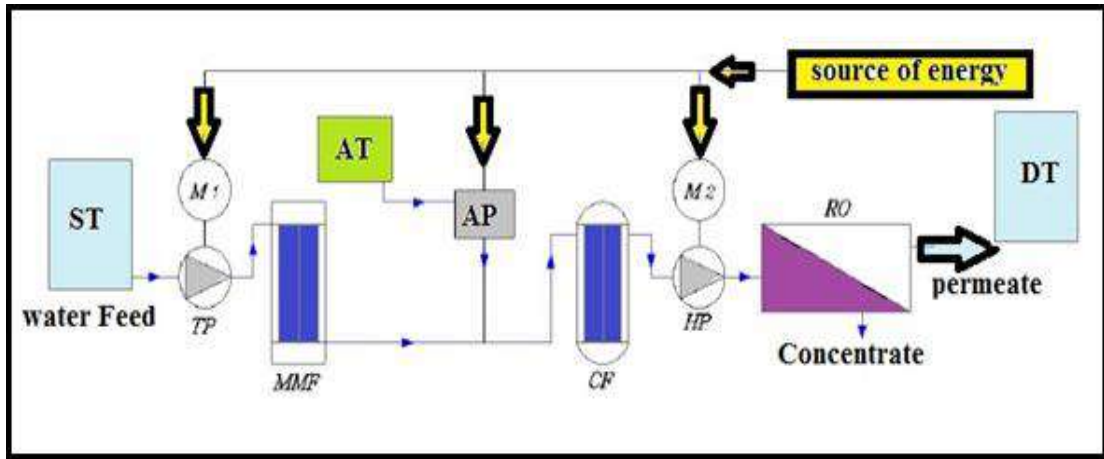 source of energy
AT
DT
M 1
M 2
ST
AP
RO
permeate
water Feed
TP
HP
Concentrate
MMF
CF